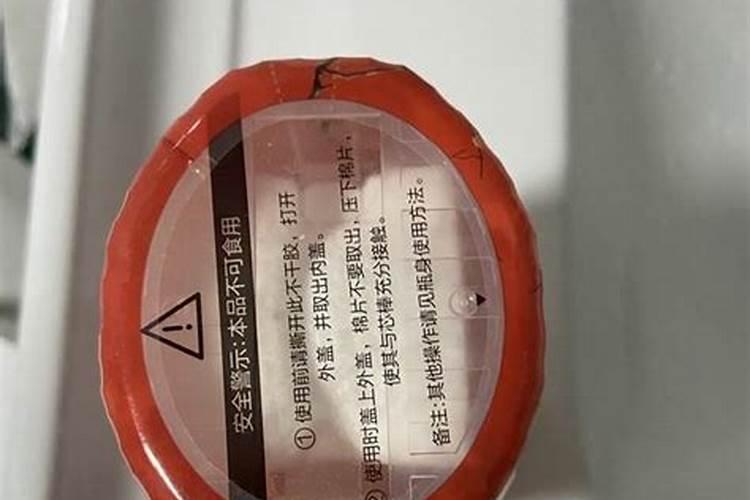 安全警示:本品不可食用
①使用前请撕开此不干胶,打开
外盖,并取出内盖。
②使用时盖上外盖,棉片不要取出,压下棉片,
使其与芯棒充分接触。
备注:其他操作请见瓶身使用方法。